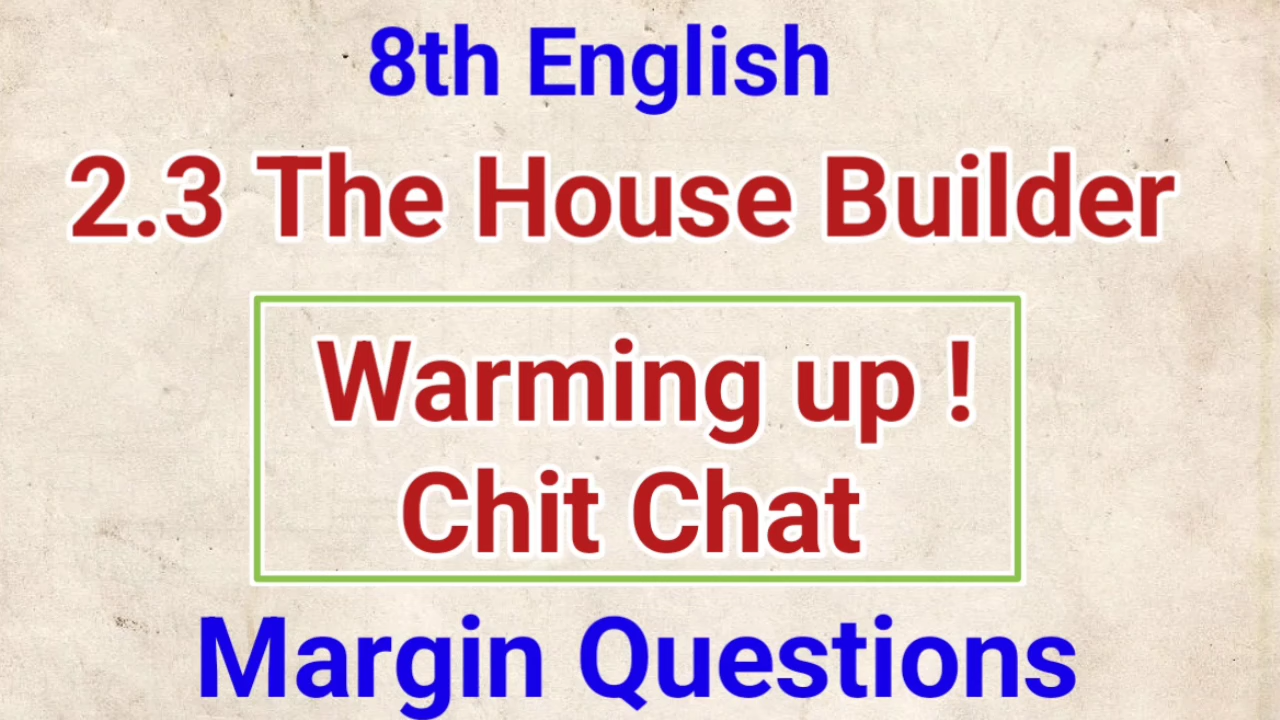 8th English
2.3 The House Builder
Warming up !
Chit Chat
Margin Questions